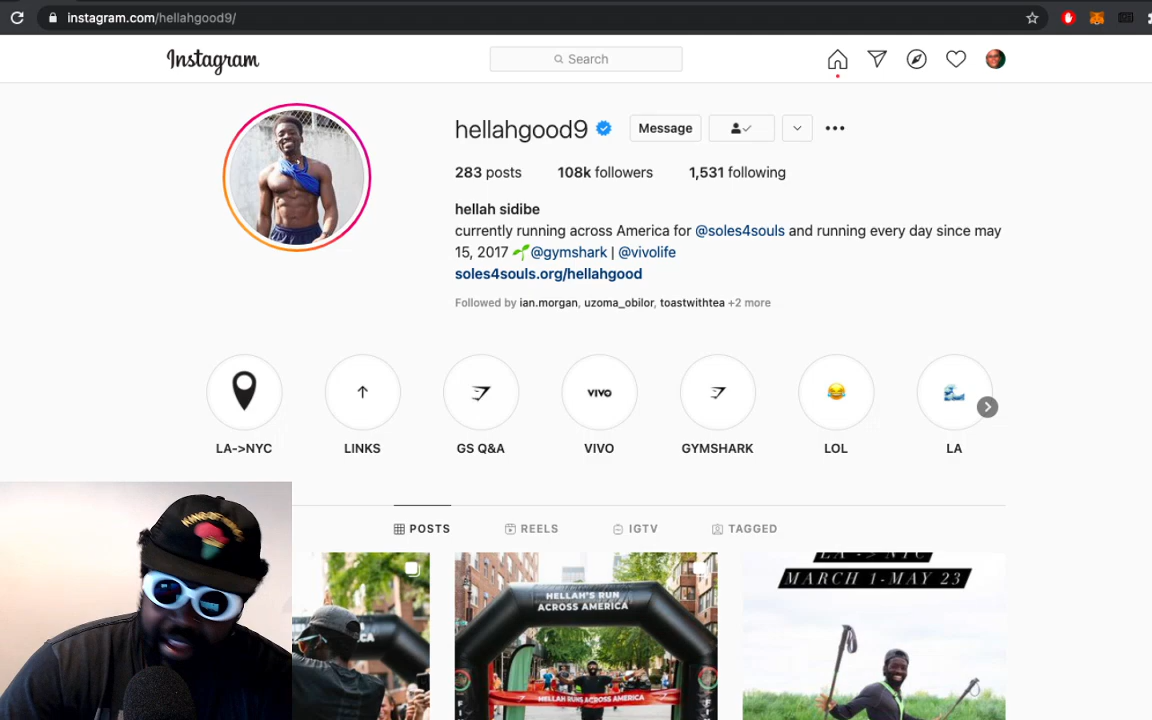 instagram.com/hellahgood9/
Instagram
Search
hellahgood9
Message
283 posts 108k followers 1,531 following
hellah sidibe
currently running across America for @soles4souls and running every day since may
15, 2017 🌱@gymshark | @vivolife
soles4souls.org/hellahgood
Followed by ian.morgan, uzoma_obilor, toastwithtea +2 more
VIVO
LA->NYC LINKS GS Q&A VIVO GYMSHARK LOL LA
POSTS REELS IGTV TAGGED
LA -> NYC
MARCH 1-MAY 23
HELLAH'S RUN
ACROSS AMERICA
HELLAH RUNS ACROSS AMERICA